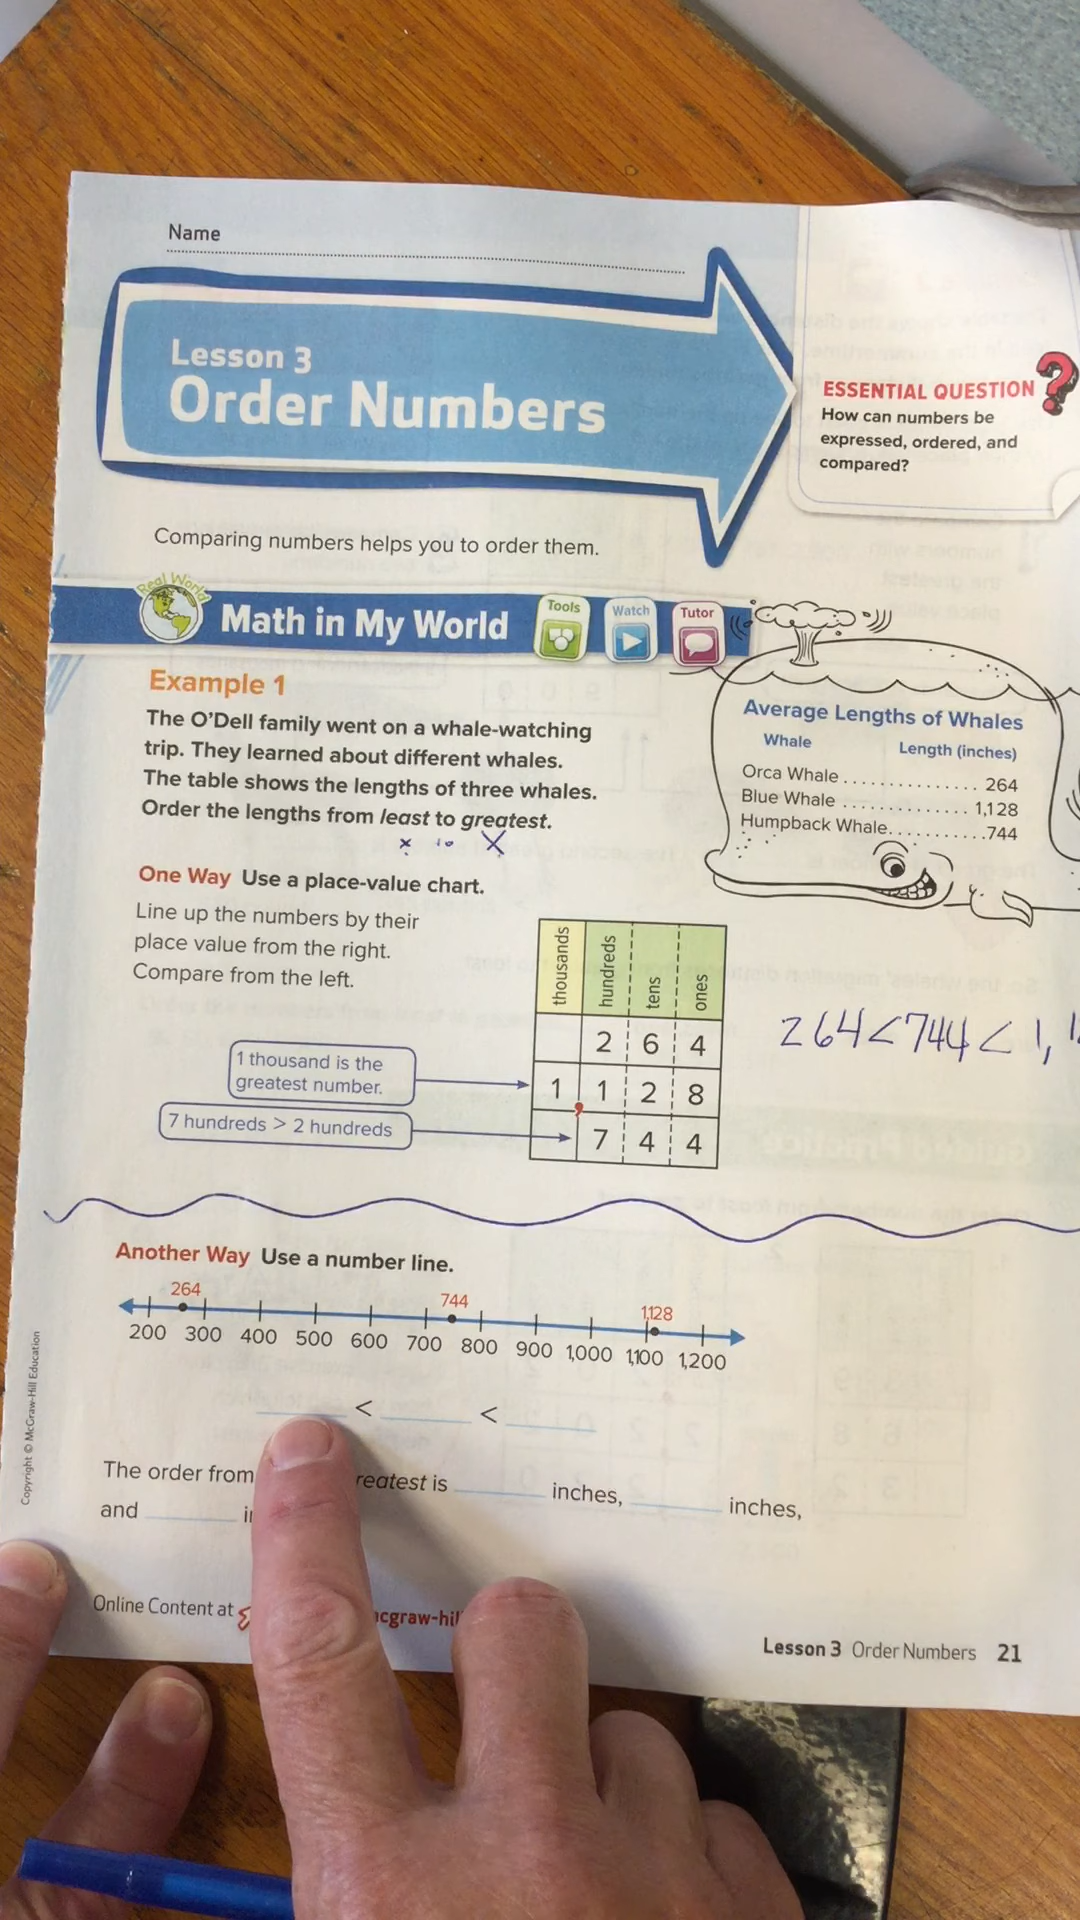 Name
Lesson 3
Order Numbers
ESSENTIAL QUESTION
How can numbers be
expressed, ordered, and
compared?
Comparing numbers helps you to order them.
Real World
Math in My World
Tools
Watch
Tutor
Example 1
The O'Dell family went on a whale-watching
trip. They learned about different whales.
The table shows the lengths of three whales.
Order the lengths from least to greatest.
Average Lengths of Whales
Whale Length (inches)
Orca Whale . . . . . . . . . . . . . . 264
Blue Whale . . . . . . . . . . . . . 1,128
Humpback Whale. . . . . . . . . . .744
One Way Use a place-value chart.
Line up the numbers by their
place value from the right.
Compare from the left.
thousands hundreds tens ones
2 6 4
1 , 1 2 8
7 4 4
1 thousand is the
greatest number.
7 hundreds > 2 hundreds
264<744<1,
Another Way Use a number line.
264 744 1,128
200 300 400 500 600 700 800 900 1,000 1,100 1,200
< <
The order from reatest is inches, inches,
and
Online Content at cgraw-hil
Lesson 3 Order Numbers 21
Copyright © McGraw-Hill Education